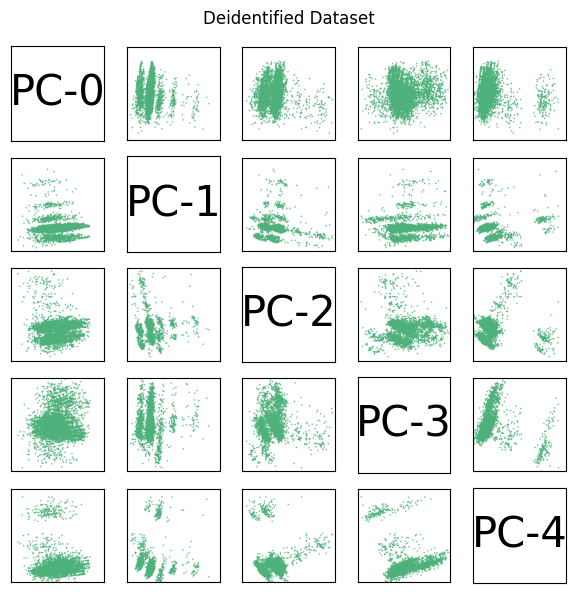 Deidentified Dataset
PC-0
PC-1
PC-2
PC-3
PC-4